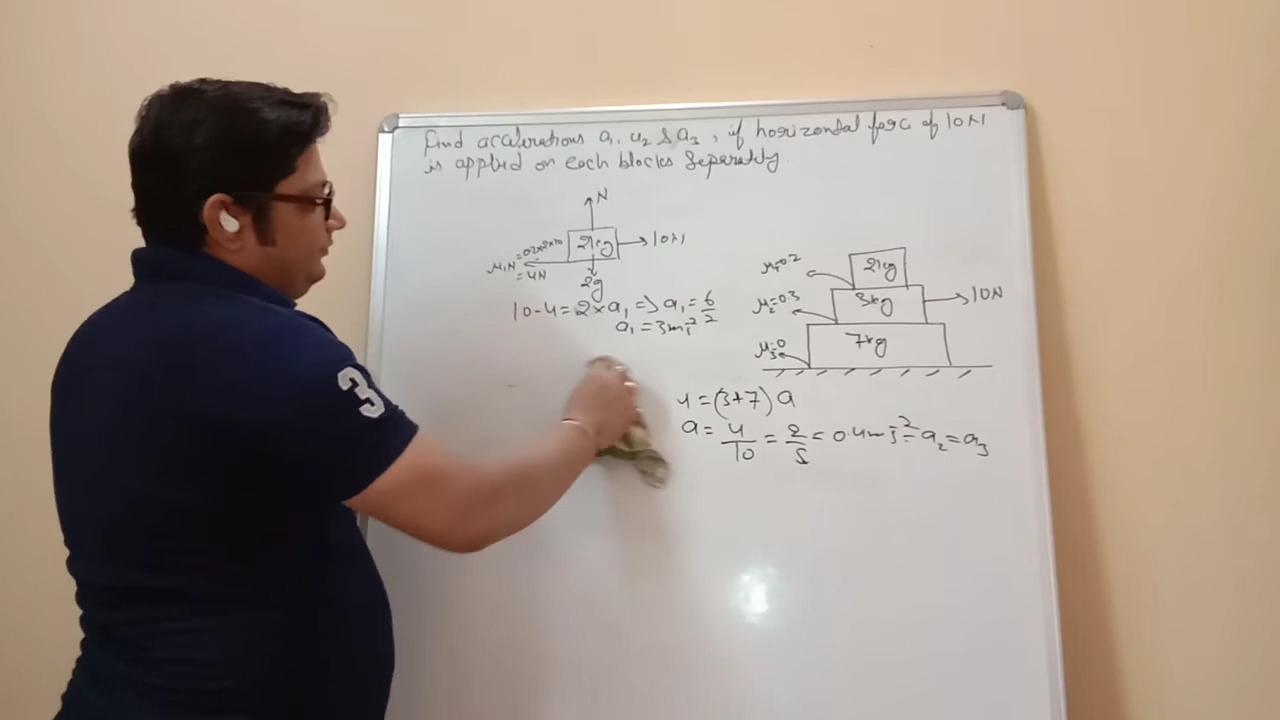 find accelerations a₁, a₂ & a₃, if horizontal force of 10N
is applied on each blocks Separatly.
N
2kg
10N
μ₁N
=0.2×2×10
=4N
2g
10-4=2×a₁ => a₁=6/2
a₁=3ms⁻²
μ₁=0.2
2kg
μ₂=0.3
3kg
10N
μ₃=0
7kg
4=(3+7)a
a=4/10=2/5=0.4ms⁻²=a₂=a₃
3